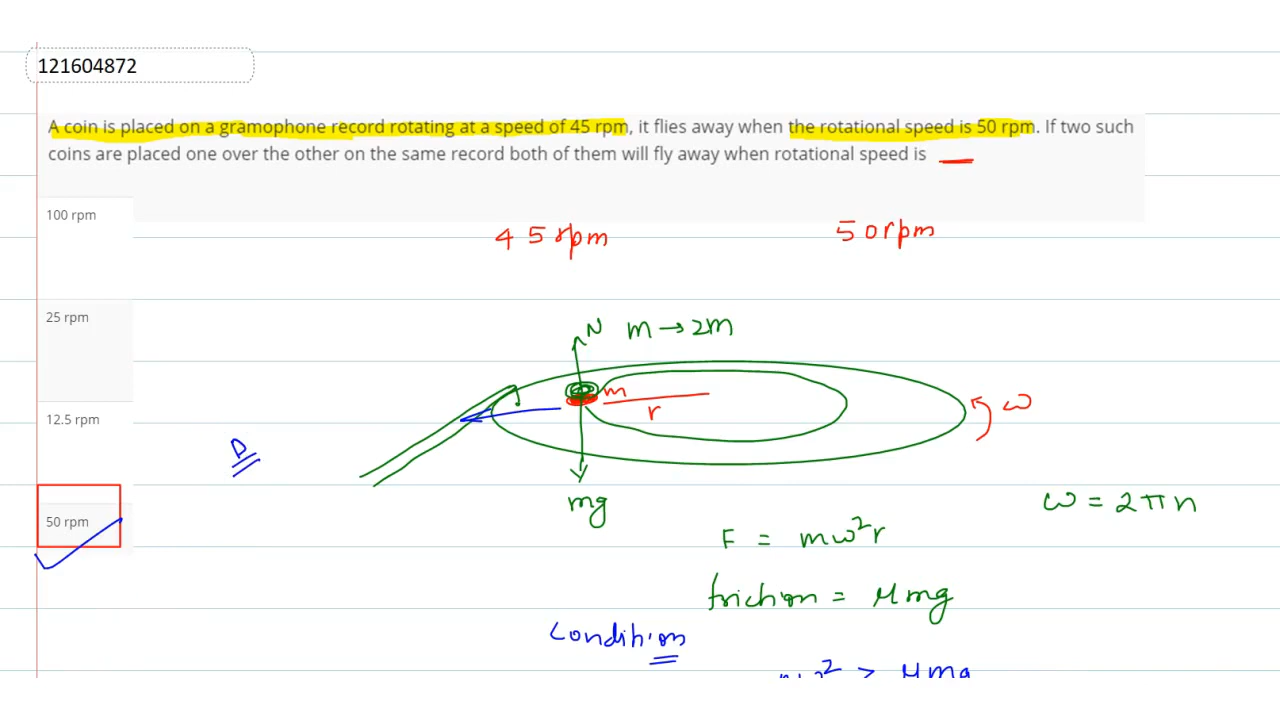 121604872
A coin is placed on a gramophone record rotating at a speed of 45 rpm, it flies away when the rotational speed is 50 rpm. If two such
coins are placed one over the other on the same record both of them will fly away when rotational speed is
100 rpm
45 rpm
50 rpm
25 rpm
N m → 2m
m
r
ω
12.5 rpm
D
mg
ω = 2πn
50 rpm
F = mω²r
friction = μmg
Condition
mω² > μmg